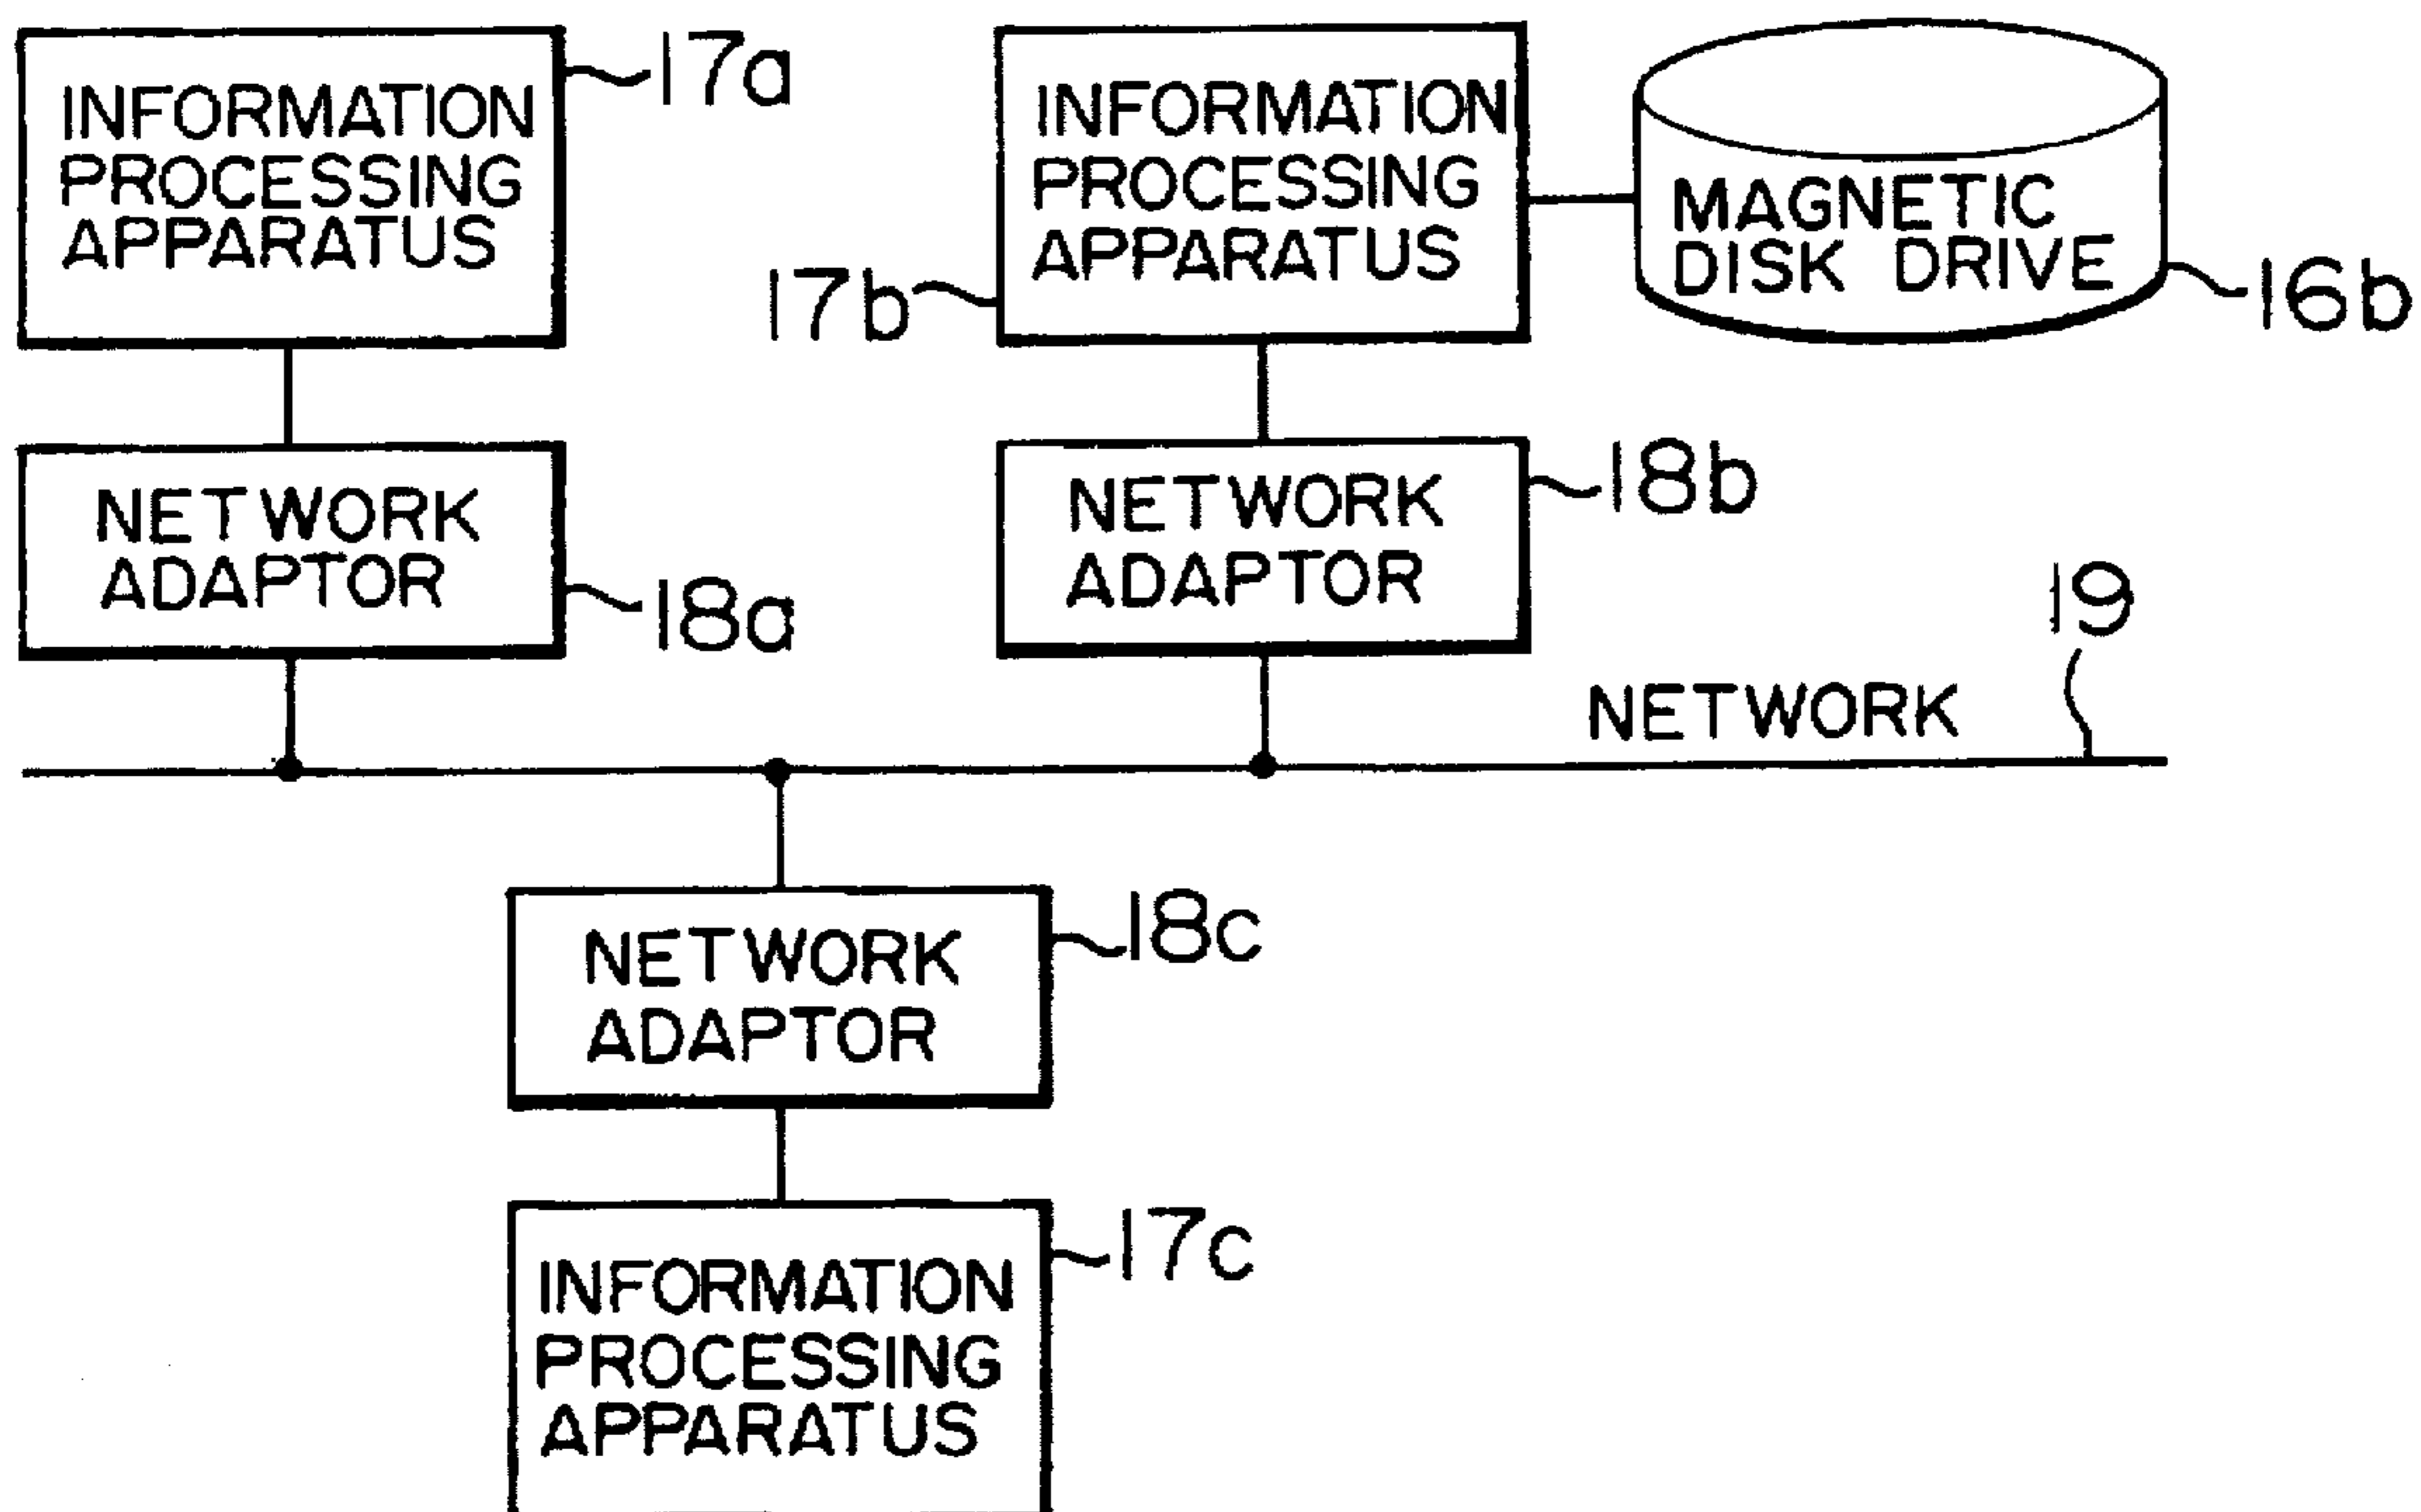 INFORMATION
PROCESSING
APPARATUS
17a
INFORMATION
PROCESSING
APPARATUS
17b
MAGNETIC
DISK DRIVE
16b
NETWORK
ADAPTOR
18a
NETWORK
ADAPTOR
18b
NETWORK
19
NETWORK
ADAPTOR
18c
INFORMATION
PROCESSING
APPARATUS
17c